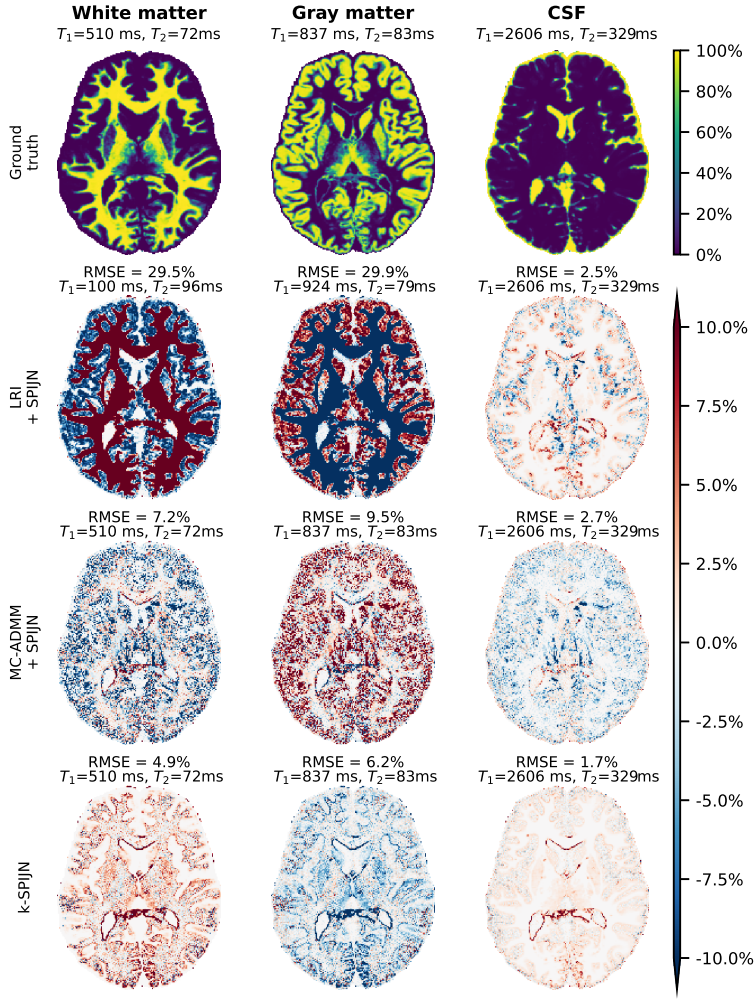 White matter Gray matter CSF
T₁=510 ms, T₂=72ms T₁=837 ms, T₂=83ms T₁=2606 ms, T₂=329ms
Ground
truth
100%
80%
60%
40%
20%
0%
RMSE = 29.5% RMSE = 29.9% RMSE = 2.5%
T₁=100 ms, T₂=96ms T₁=924 ms, T₂=79ms T₁=2606 ms, T₂=329ms
LRI
+ SPIJN
RMSE = 7.2% RMSE = 9.5% RMSE = 2.7%
T₁=510 ms, T₂=72ms T₁=837 ms, T₂=83ms T₁=2606 ms, T₂=329ms
MC-ADMM
+ SPIJN
RMSE = 4.9% RMSE = 6.2% RMSE = 1.7%
T₁=510 ms, T₂=72ms T₁=837 ms, T₂=83ms T₁=2606 ms, T₂=329ms
k-SPIJN
10.0%
7.5%
5.0%
2.5%
0.0%
-2.5%
-5.0%
-7.5%
-10.0%